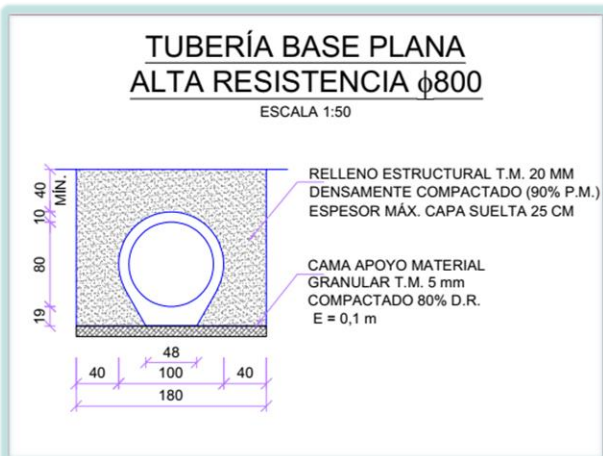 TUBERÍA BASE PLANA
ALTA RESISTENCIA ϕ800
ESCALA 1:50
40
MÍN.
10
80
19
RELLENO ESTRUCTURAL T.M. 20 MM
DENSAMENTE COMPACTADO (90% P.M.)
ESPESOR MÁX. CAPA SUELTA 25 CM
CAMA APOYO MATERIAL
GRANULAR T.M. 5 mm
COMPACTADO 80% D.R.
E = 0,1 m
48
40 100 40
180